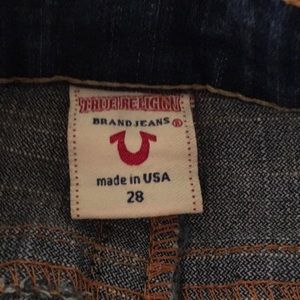 TRUE RELIGION
BRAND JEANS ®
made in USA
28